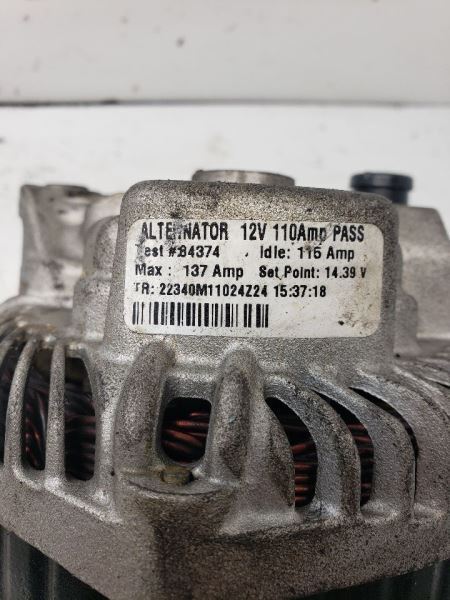 ALTERNATOR 12V 110Amp PASS
Test #:84374 Idle: 115 Amp
Max: 137 Amp Set Point: 14.39 V
TR: 22340M11024Z24 15:37:18